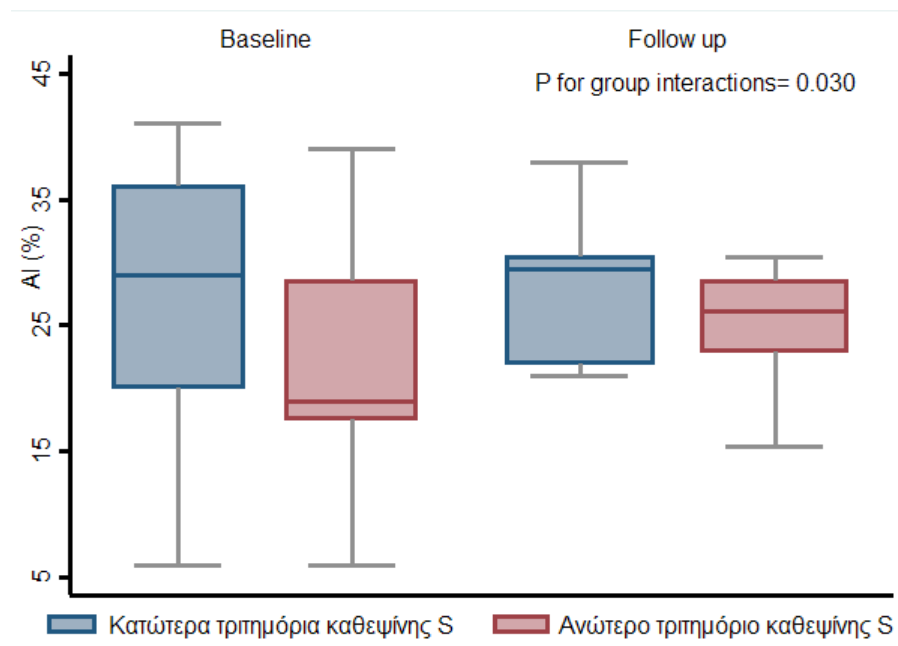 Baseline
Follow up
P for group interactions= 0.030
AI (%)
45
35
25
15
5
Κατώτερα τριτημόρια καθεψίνης S
Ανώτερο τριτημόριο καθεψίνης S